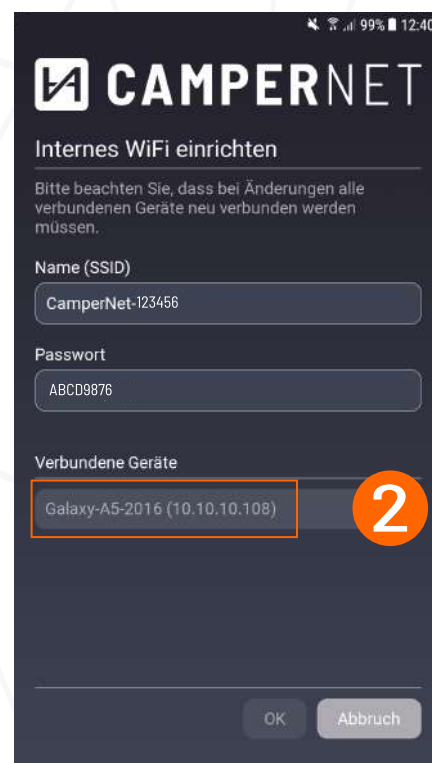 99% 12:40
CAMPERNET
Internes WiFi einrichten
Bitte beachten Sie, dass bei Änderungen alle
verbundenen Geräte neu verbunden werden
müssen.
Name (SSID)
CamperNet-123456
Passwort
ABCD9876
Verbundene Geräte
Galaxy-A5-2016 (10.10.10.108)
2
OK Abbruch